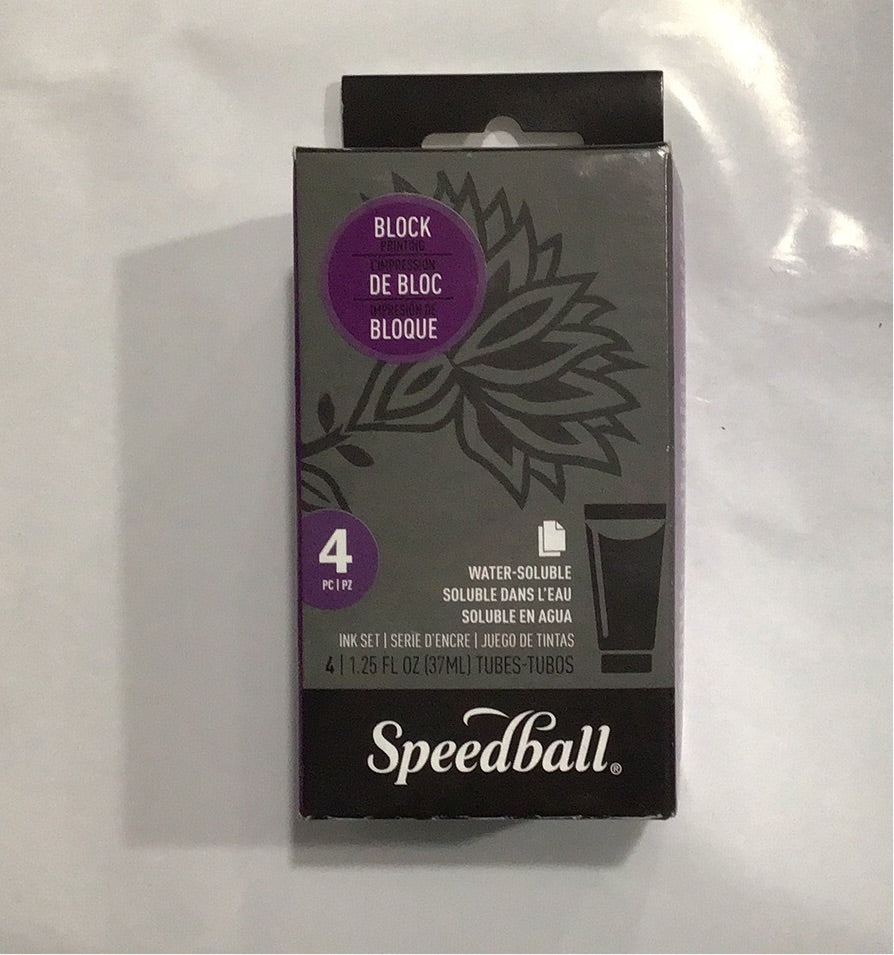 BLOCK
PRINTING
L'IMPRESSION
DE BLOC
IMPRESIÓN DE
BLOQUE
4
PC | PZ
WATER-SOLUBLE
SOLUBLE DANS L'EAU
SOLUBLE EN AGUA
INK SET | SERIE D'ENCRE | JUEGO DE TINTAS
4 | 1.25 FL OZ (37ML) TUBES-TUBOS
Speedball®